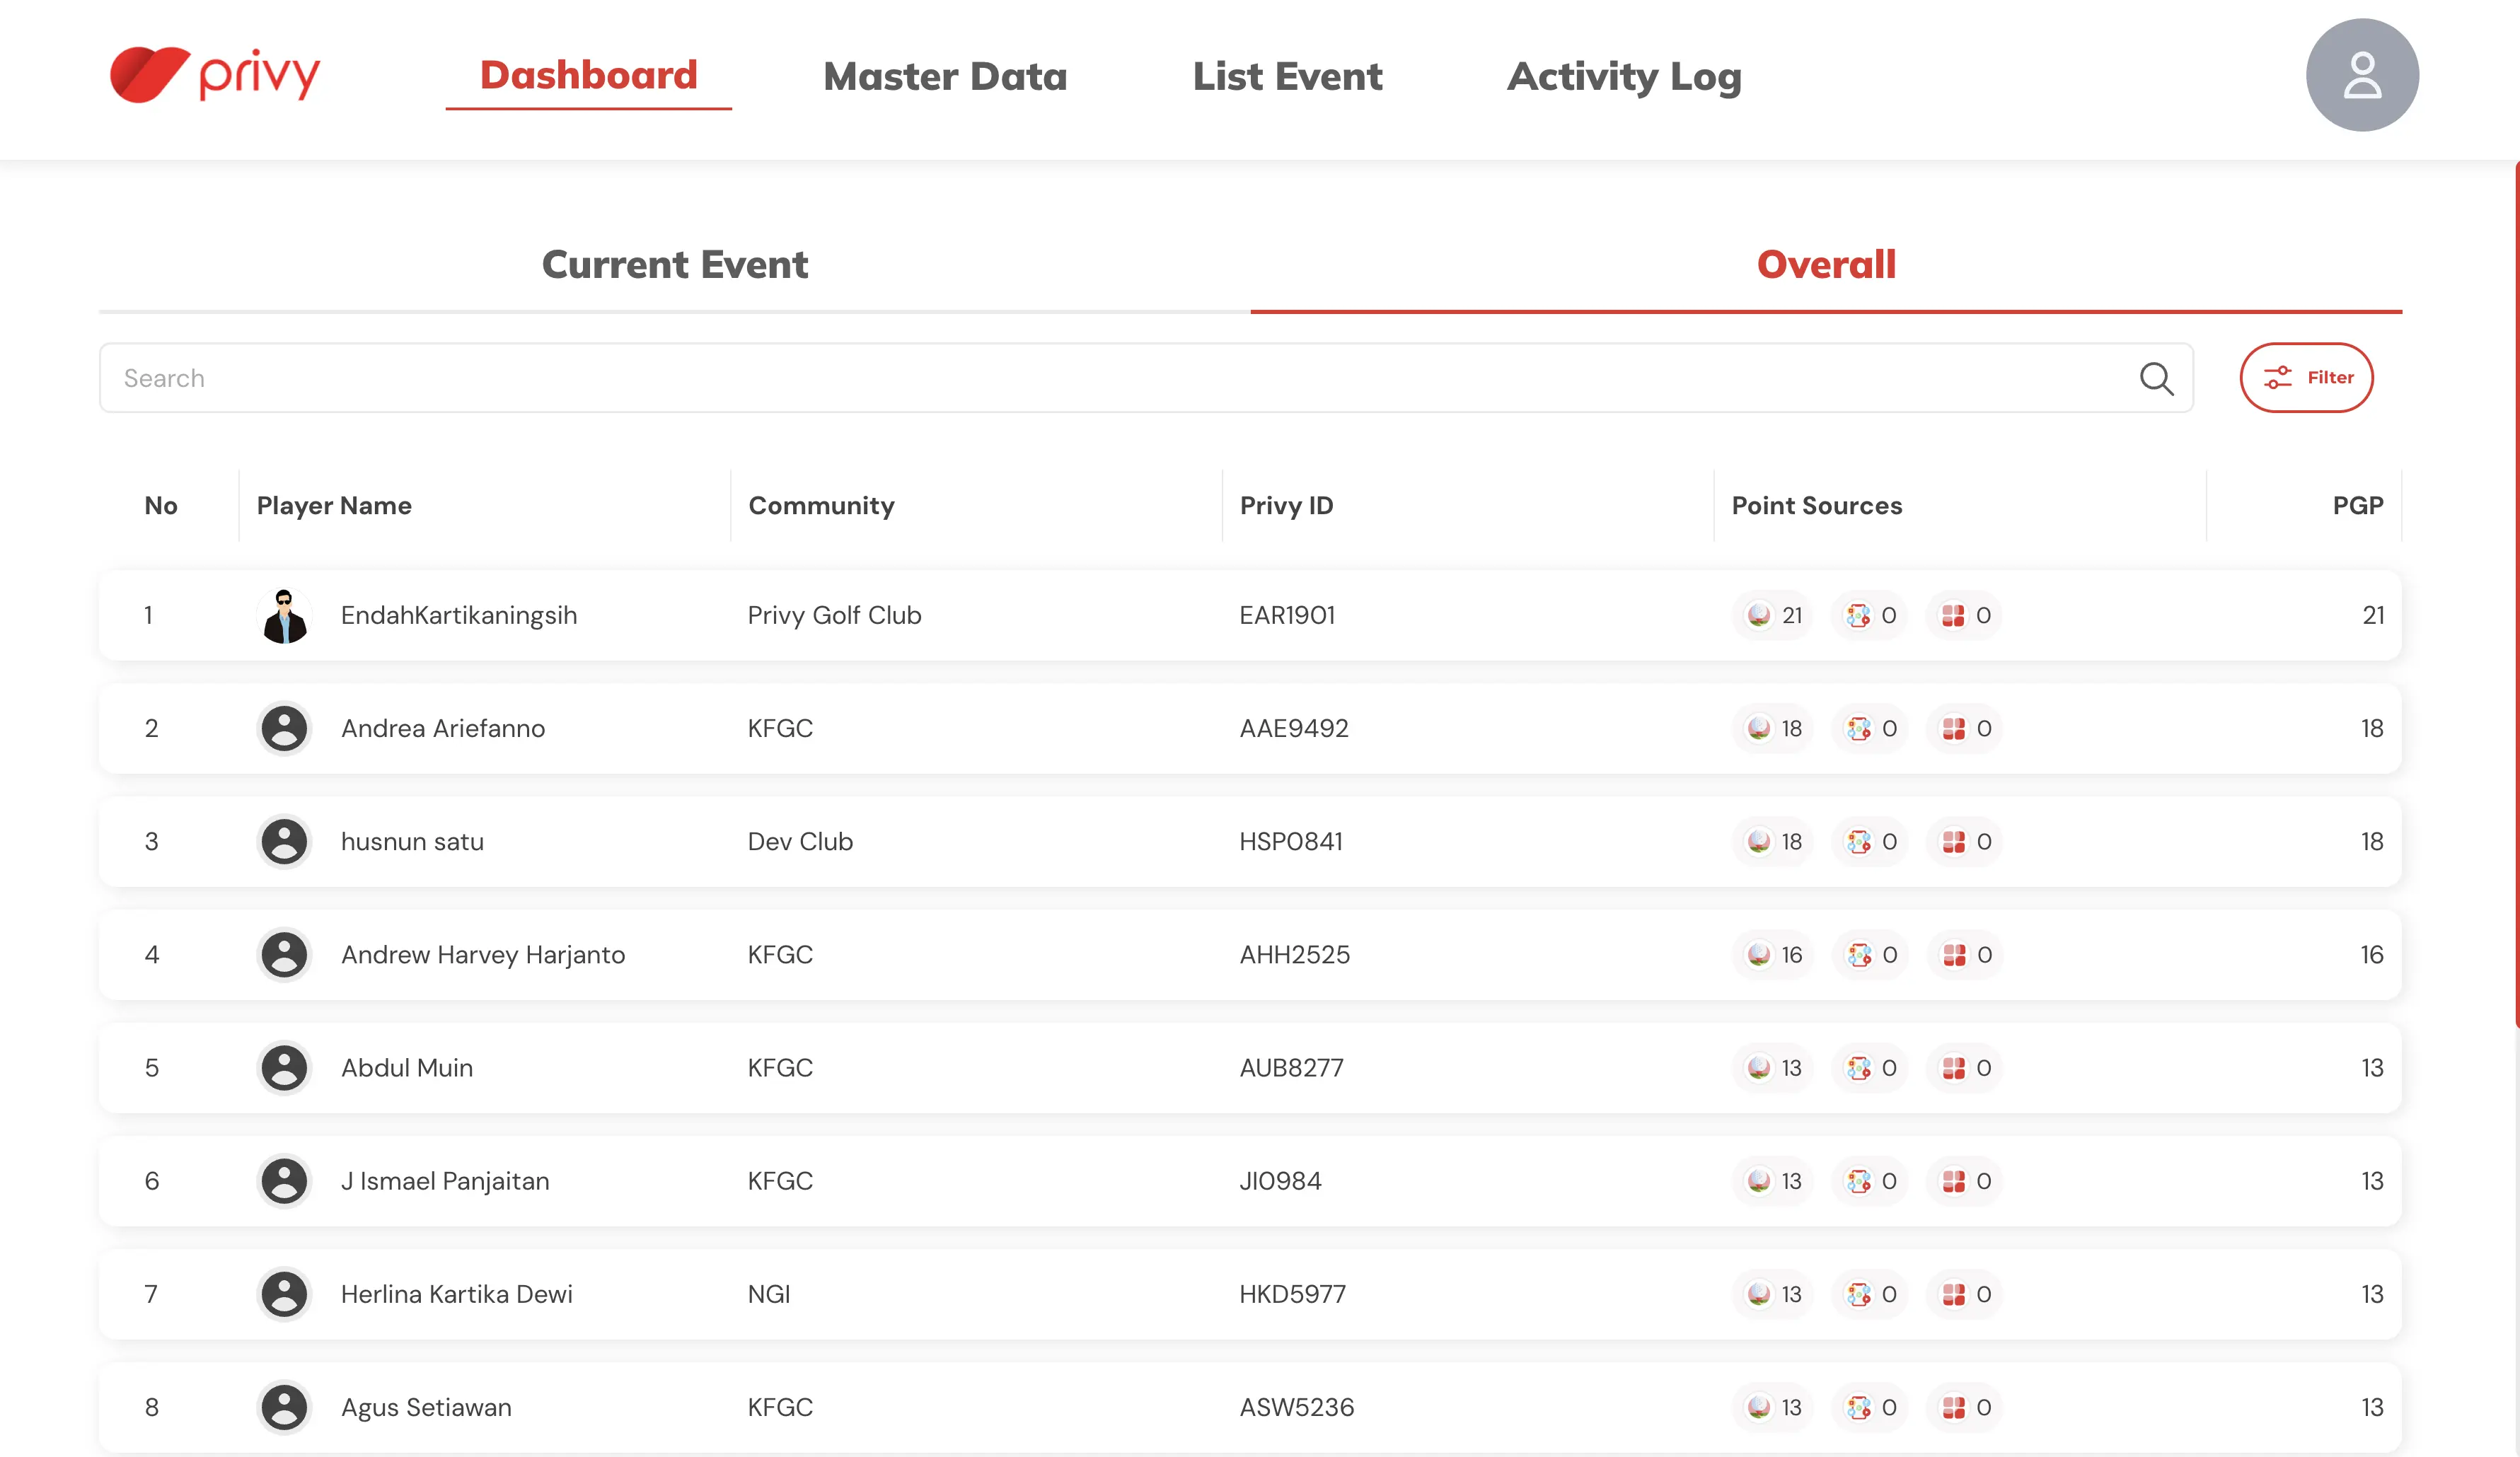 privy Dashboard Master Data List Event Activity Log
Current Event Overall
Search Filter
No Player Name Community Privy ID Point Sources PGP
1 EndahKartikaningsih Privy Golf Club EAR1901 21 0 0 21
2 Andrea Ariefanno KFGC AAE9492 18 0 0 18
3 husnun satu Dev Club HSP0841 18 0 0 18
4 Andrew Harvey Harjanto KFGC AHH2525 16 0 0 16
5 Abdul Muin KFGC AUB8277 13 0 0 13
6 J Ismael Panjaitan KFGC JI0984 13 0 0 13
7 Herlina Kartika Dewi NGI HKD5977 13 0 0 13
8 Agus Setiawan KFGC ASW5236 13 0 0 13